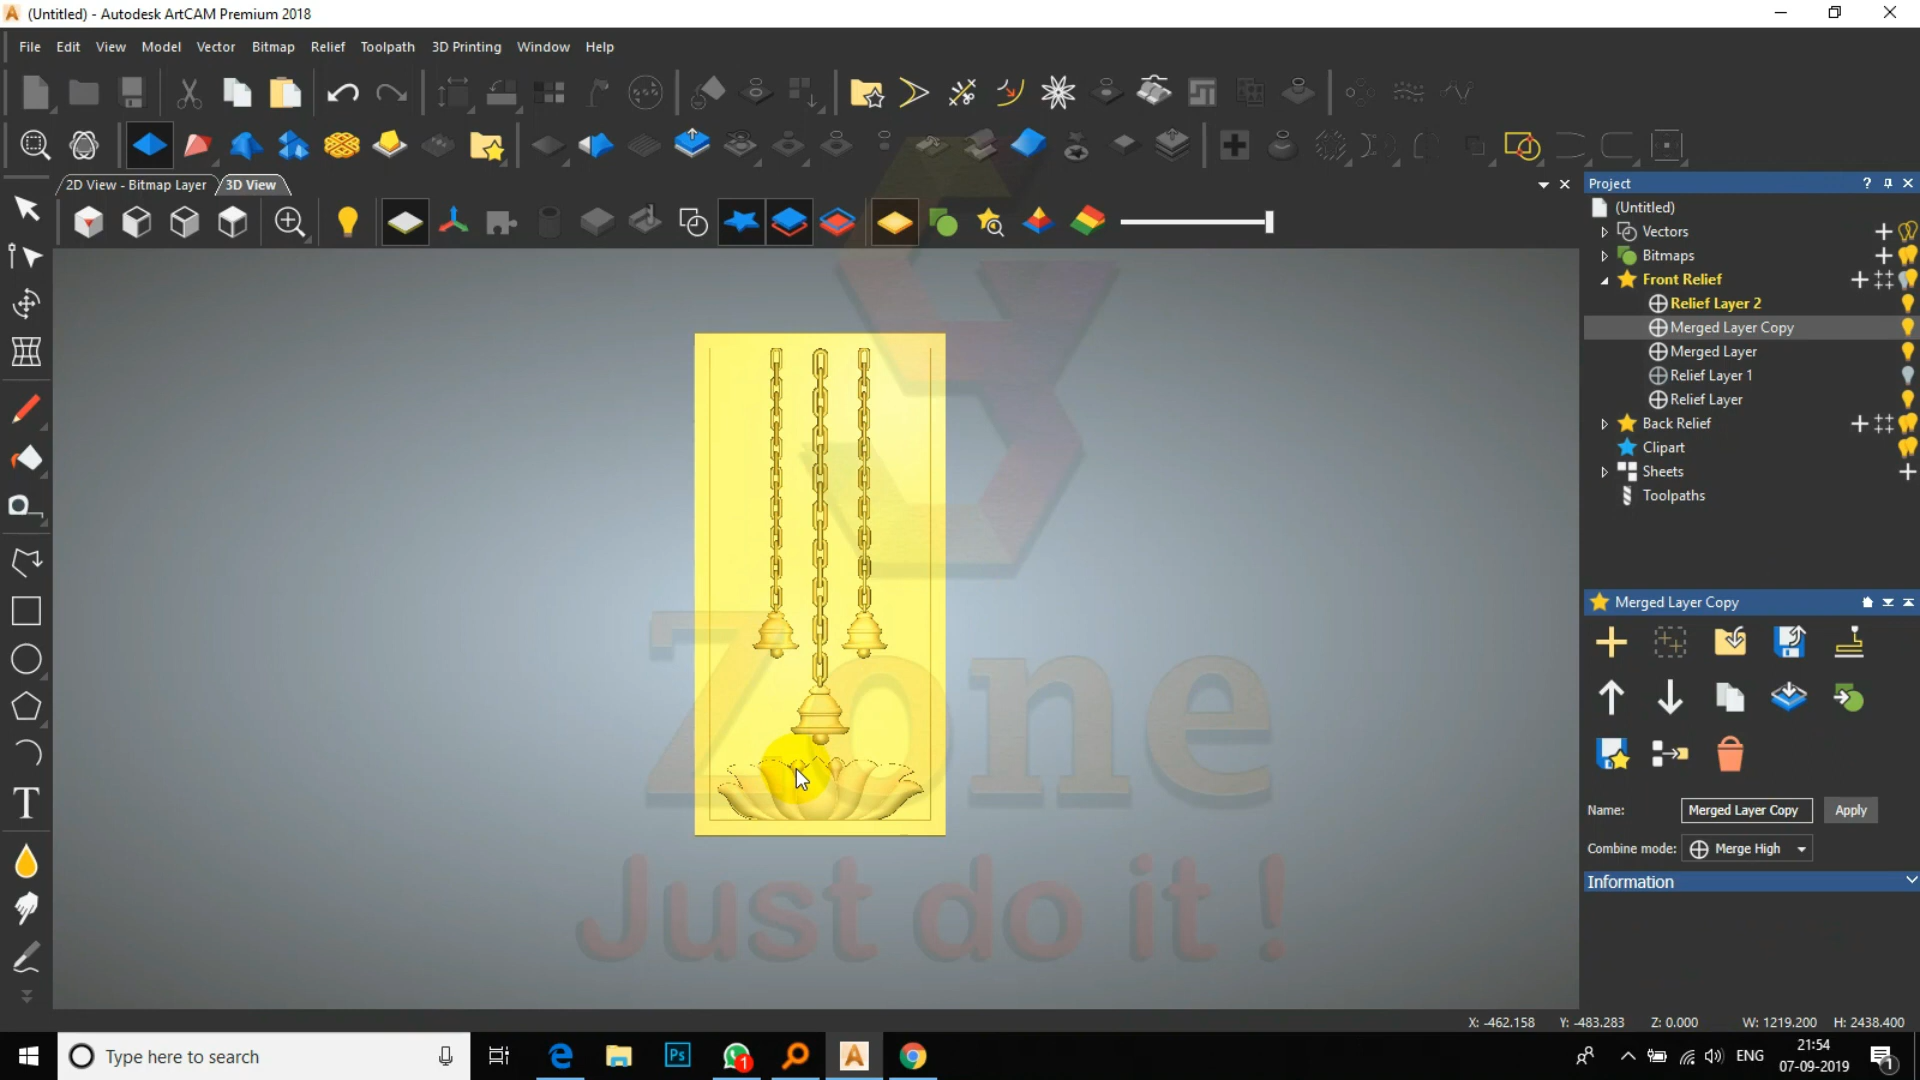 (Untitled) - Autodesk ArtCAM Premium 2018
File Edit View Model Vector Bitmap Relief Toolpath 3D Printing Window Help
2D View - Bitmap Layer 3D View
Project ?
(Untitled)
Vectors
Bitmaps
Front Relief
Relief Layer 2
Merged Layer Copy
Merged Layer
Relief Layer 1
Relief Layer
Back Relief
Clipart
Sheets
Toolpaths
Merged Layer Copy
Name: Merged Layer Copy Apply
Combine mode: Merge High
Information
Zone
Just do it !
X: -462.158 Y: -483.283 Z: 0.000 W: 1219.200 H: 2438.400
Type here to search
Ps
1
ENG
21:54
07-09-2019
1